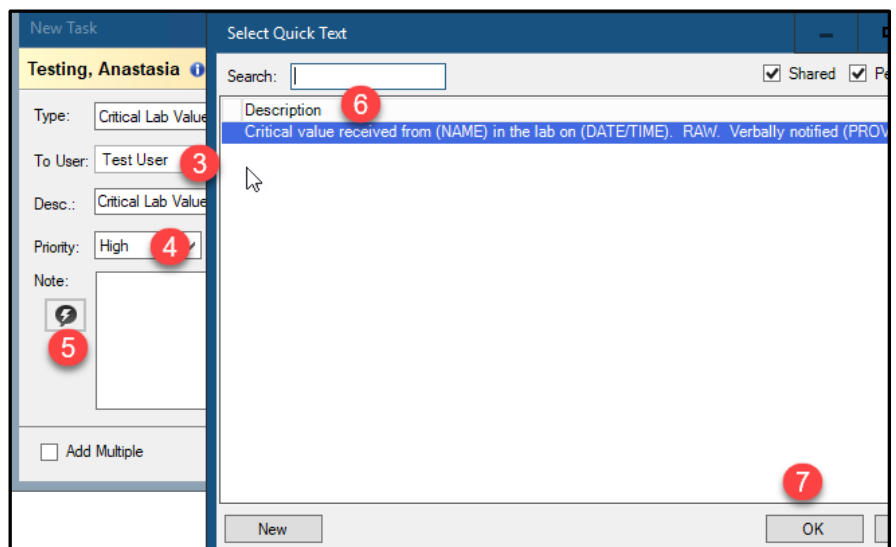 New Task
Testing, Anastasia
Type: Critical Lab Value
To User: Test User 3
Desc.: Critical Lab Value
Priority: High 4
Note:
5
Add Multiple
Select Quick Text
Search: Shared
Description 6
Critical value received from (NAME) in the lab on (DATE/TIME). RAW. Verbally notified (PROV
7
New OK